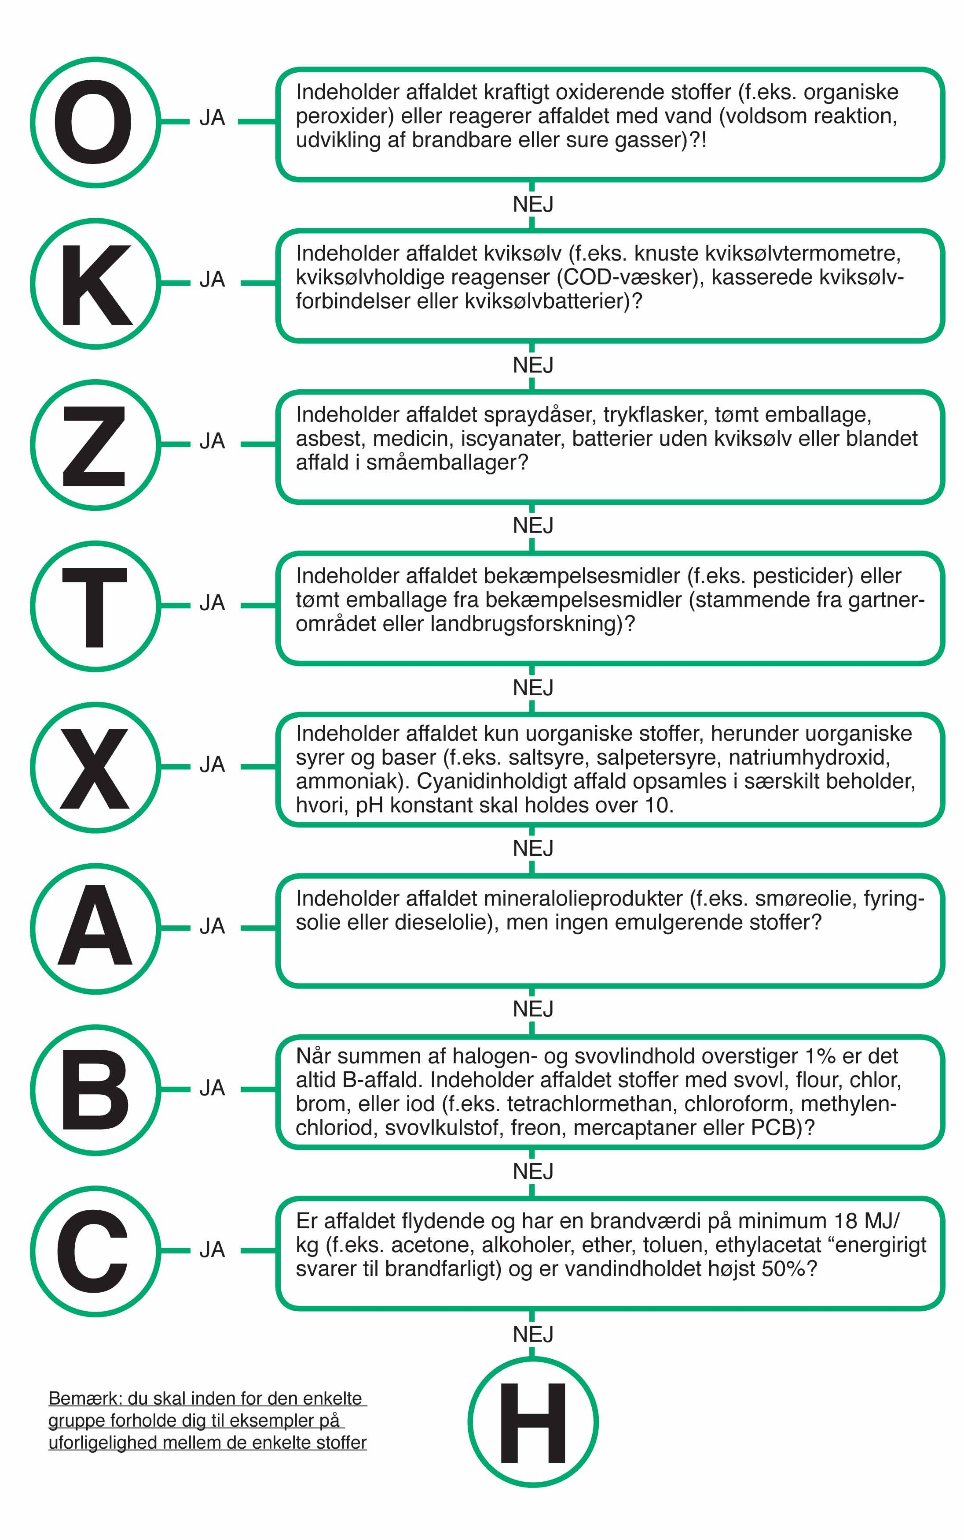 O
JA
Indeholder affaldet kraftigt oxiderende stoffer (f.eks. organiske
peroxider) eller reagerer affaldet med vand (voldsom reaktion,
udvikling af brandbare eller sure gasser)?!
NEJ
K
JA
Indeholder affaldet kviksølv (f.eks. knuste kviksølvtermometre,
kviksølvholdige reagenser (COD-væsker), kasserede kviksølv-
forbindelser eller kviksølvbatterier)?
NEJ
Z
JA
Indeholder affaldet spraydåser, trykflasker, tømt emballage,
asbest, medicin, iscyanater, batterier uden kviksølv eller blandet
affald i småemballager?
NEJ
T
JA
Indeholder affaldet bekæmpelsesmidler (f.eks. pesticider) eller
tømt emballage fra bekæmpelsesmidler (stammende fra gartner-
området eller landbrugsforskning)?
NEJ
X
JA
Indeholder affaldet kun uorganiske stoffer, herunder uorganiske
syrer og baser (f.eks. saltsyre, salpetersyre, natriumhydroxid,
ammoniak). Cyanidinholdigt affald opsamles i særskilt beholder,
hvori, pH konstant skal holdes over 10.
NEJ
A
JA
Indeholder affaldet mineralolieprodukter (f.eks. smøreolie, fyring-
solie eller dieselolie), men ingen emulgerende stoffer?
NEJ
B
JA
Når summen af halogen- og svovlindhold overstiger 1% er det
altid B-affald. Indeholder affaldet stoffer med svovl, flour, chlor,
brom, eller iod (f.eks. tetrachlormethan, chloroform, methylen-
chloriod, svovlkulstof, freon, mercaptaner eller PCB)?
NEJ
C
JA
Er affaldet flydende og har en brandværdi på minimum 18 MJ/
kg (f.eks. acetone, alkoholer, ether, toluen, ethylacetat “energirigt
svarer til brandfarligt) og er vandindholdet højst 50%?
NEJ
H
Bemærk: du skal inden for den enkelte
gruppe forholde dig til eksempler på
uforligelighed mellem de enkelte stoffer